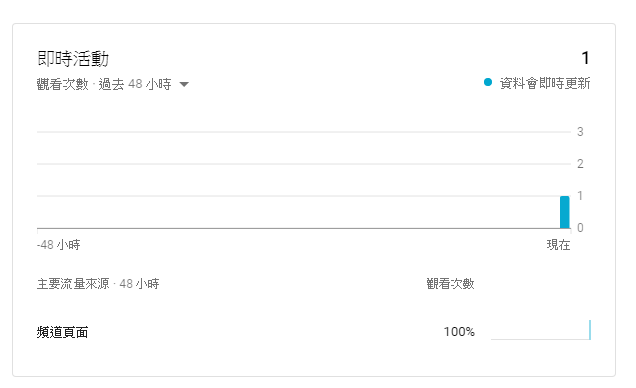 即時活動 1
觀看次數 · 過去 48 小時 資料會即時更新
3
2
1
0
-48 小時 現在
主要流量來源 · 48 小時 觀看次數
頻道頁面 100%